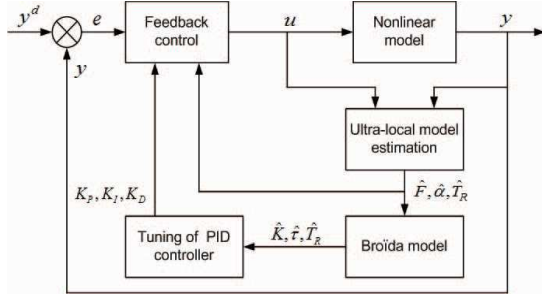 y^d
e
Feedback
control
u
Nonlinear
model
y
y
Ultra-local model
estimation
K_P, K_I, K_D
F̂, α̂, T̂_R
Tuning of PID
controller
K̂, τ̂, T̂_R
Broïda model